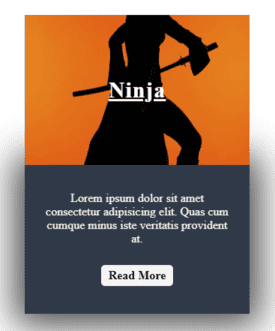 Ninja
Lorem ipsum dolor sit amet
consectetur adipisicing elit. Quas cum
cumque minus iste veritatis provident
at.
Read More